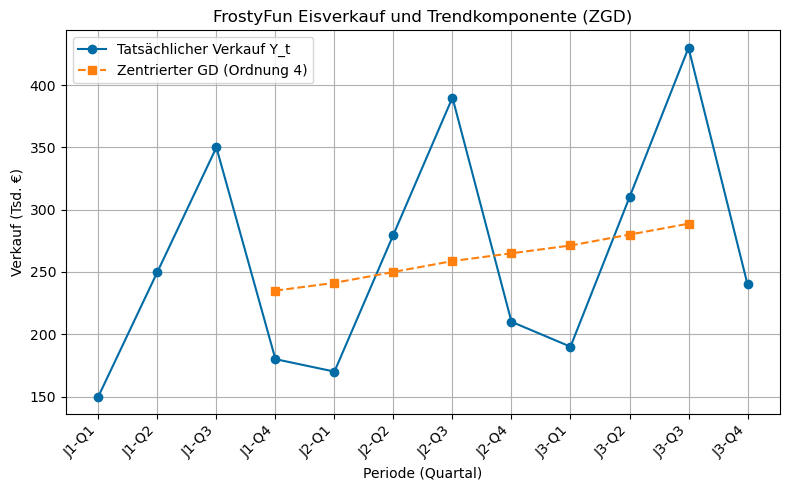 FrostyFun Eisverkauf und Trendkomponente (ZGD)
Tatsächlicher Verkauf Y_t
Zentrierter GD (Ordnung 4)
Verkauf (Tsd. €)
400
350
300
250
200
150
J1-Q1
J1-Q2
J1-Q3
J1-Q4
J2-Q1
J2-Q2
J2-Q3
J2-Q4
J3-Q1
J3-Q2
J3-Q3
J3-Q4
Periode (Quartal)